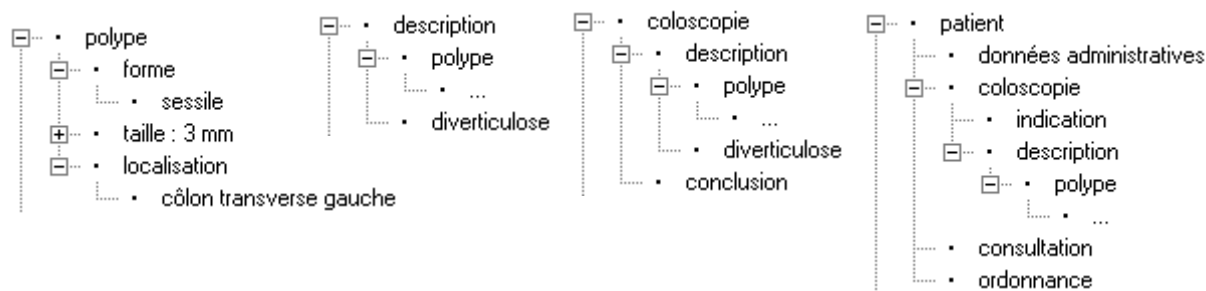 polype
forme
sessile
taille : 3 mm
localisation
côlon transverse gauche
description
polype
...
diverticulose
coloscopie
description
polype
...
diverticulose
conclusion
patient
données administratives
coloscopie
indication
description
polype
...
consultation
ordonnance